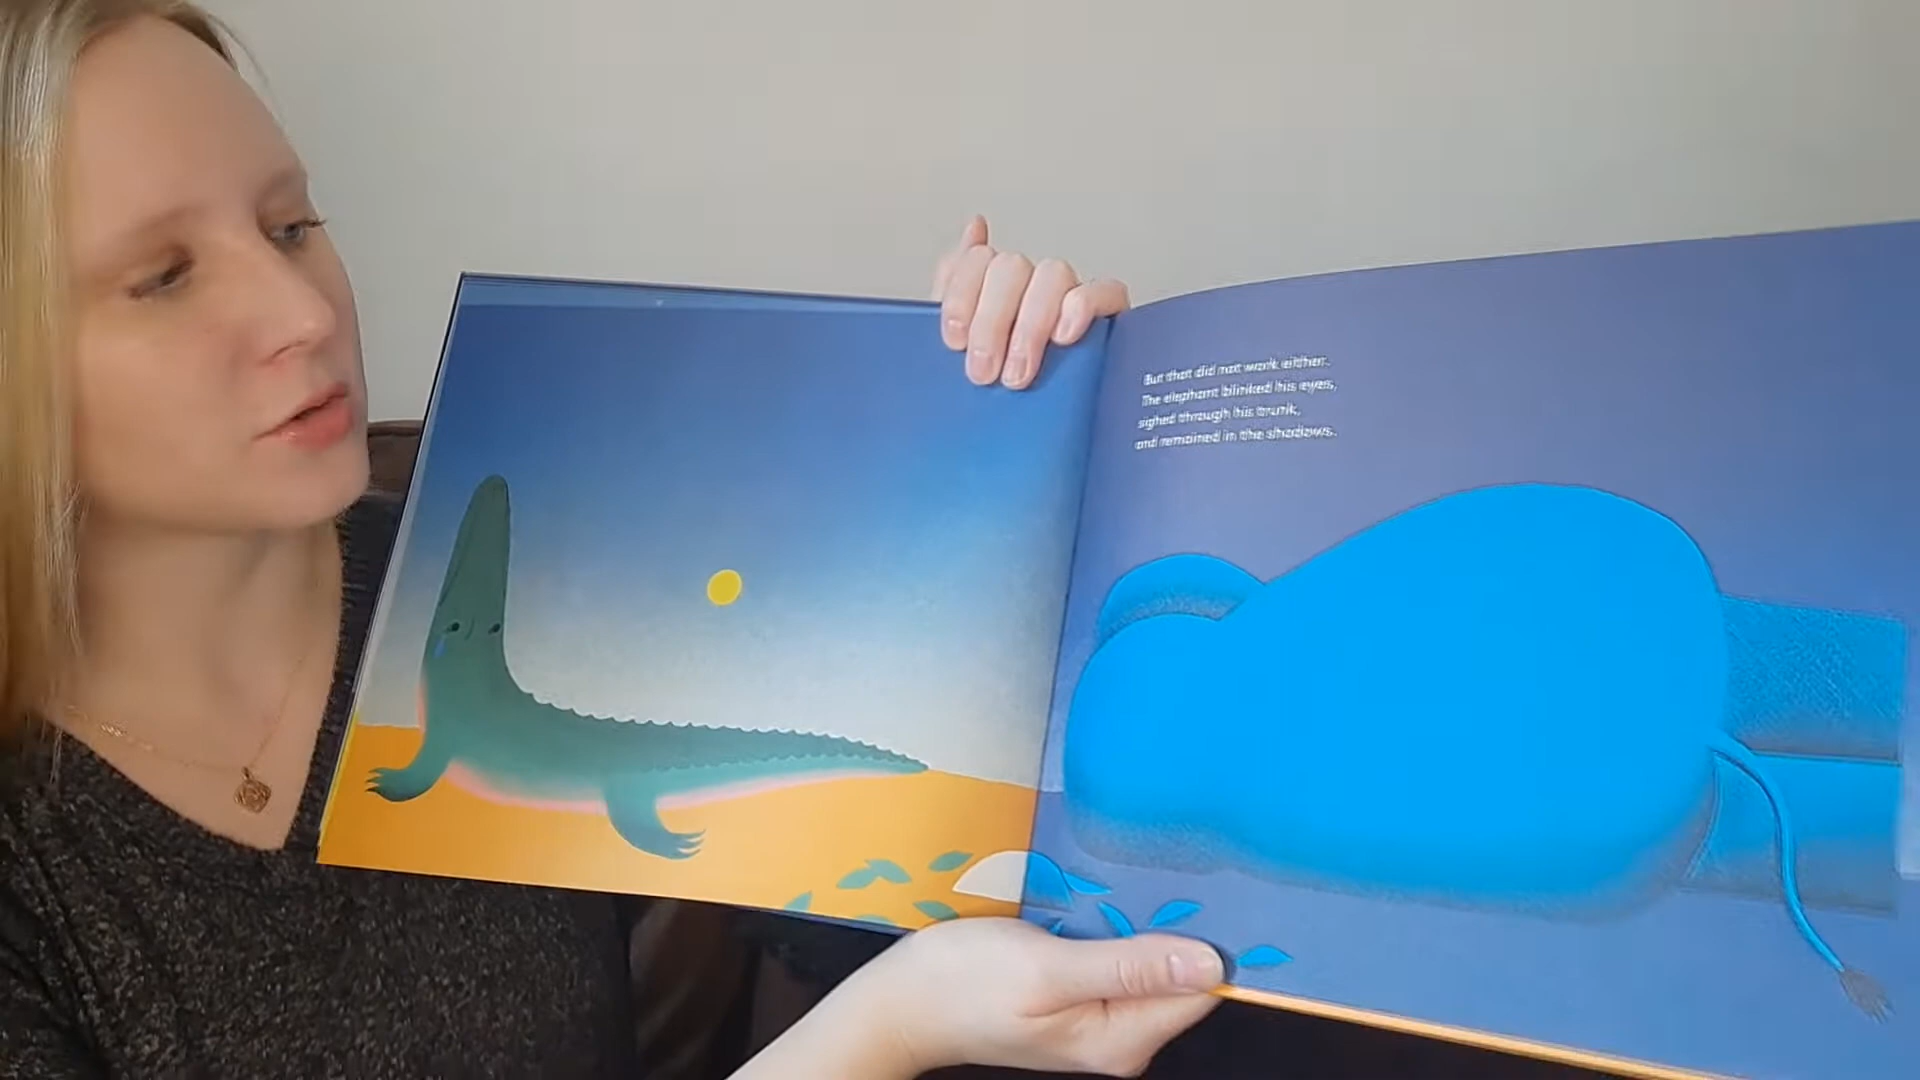 But that did not work either.
The elephant blinked his eyes,
sighed through his trunk,
and remained in the shadows.